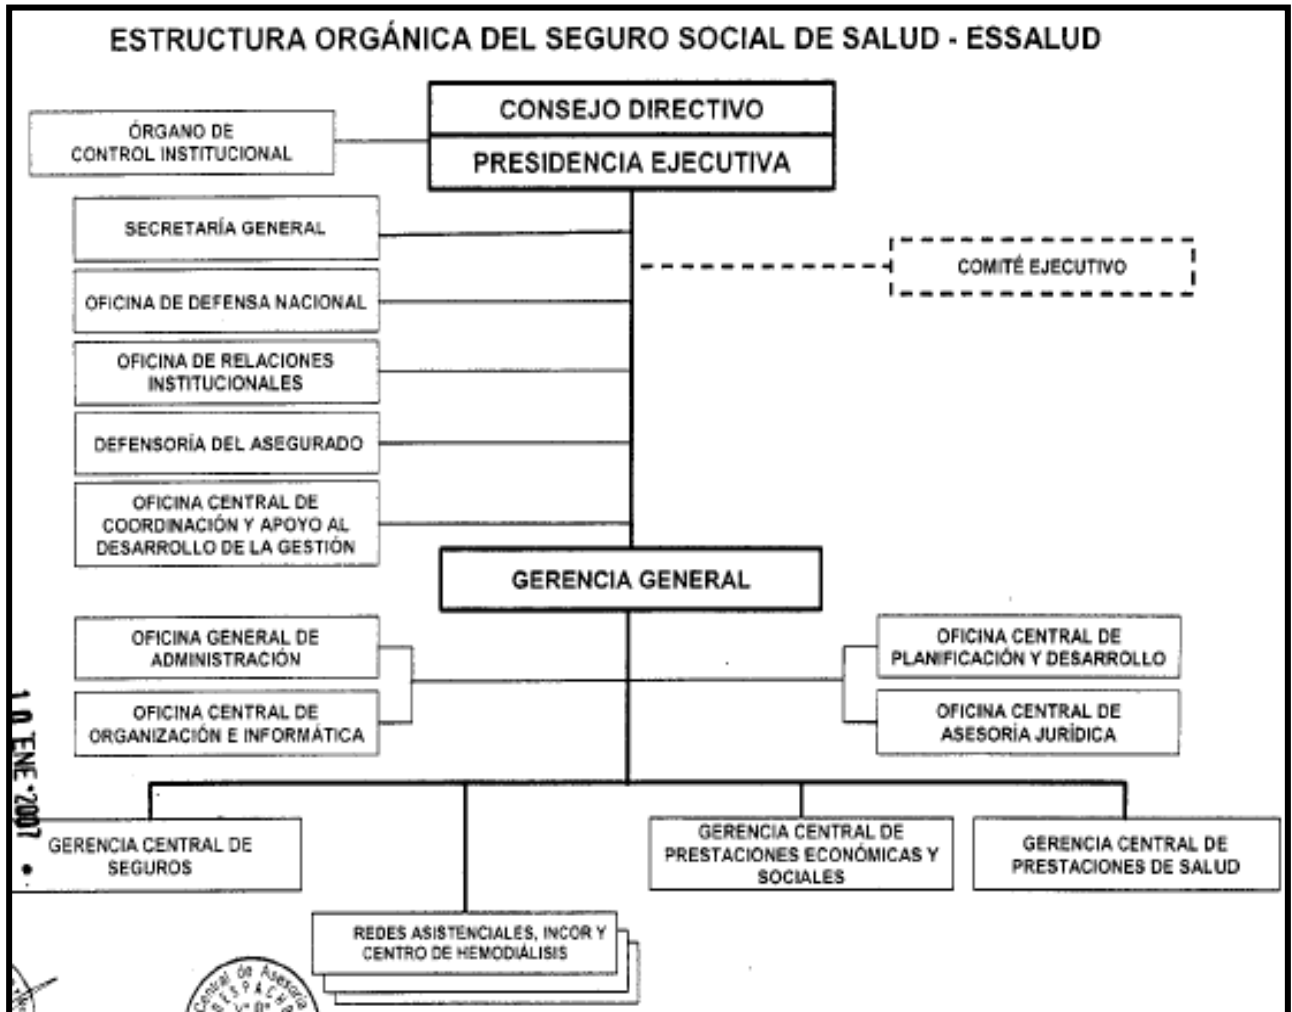 ESTRUCTURA ORGÁNICA DEL SEGURO SOCIAL DE SALUD - ESSALUD
CONSEJO DIRECTIVO
ÓRGANO DE
CONTROL INSTITUCIONAL
PRESIDENCIA EJECUTIVA
SECRETARÍA GENERAL
COMITÉ EJECUTIVO
OFICINA DE DEFENSA NACIONAL
OFICINA DE RELACIONES
INSTITUCIONALES
DEFENSORÍA DEL ASEGURADO
OFICINA CENTRAL DE
COORDINACIÓN Y APOYO AL
DESARROLLO DE LA GESTIÓN
GERENCIA GENERAL
OFICINA GENERAL DE
ADMINISTRACIÓN
OFICINA CENTRAL DE
PLANIFICACIÓN Y DESARROLLO
OFICINA CENTRAL DE
ORGANIZACIÓN E INFORMÁTICA
OFICINA CENTRAL DE
ASESORÍA JURÍDICA
ENE 2007
GERENCIA CENTRAL DE
SEGUROS
GERENCIA CENTRAL DE
PRESTACIONES ECONÓMICAS Y
SOCIALES
GERENCIA CENTRAL DE
PRESTACIONES DE SALUD
REDES ASISTENCIALES, INCOR Y
CENTRO DE HEMODIÁLISIS
Central de Asesoría